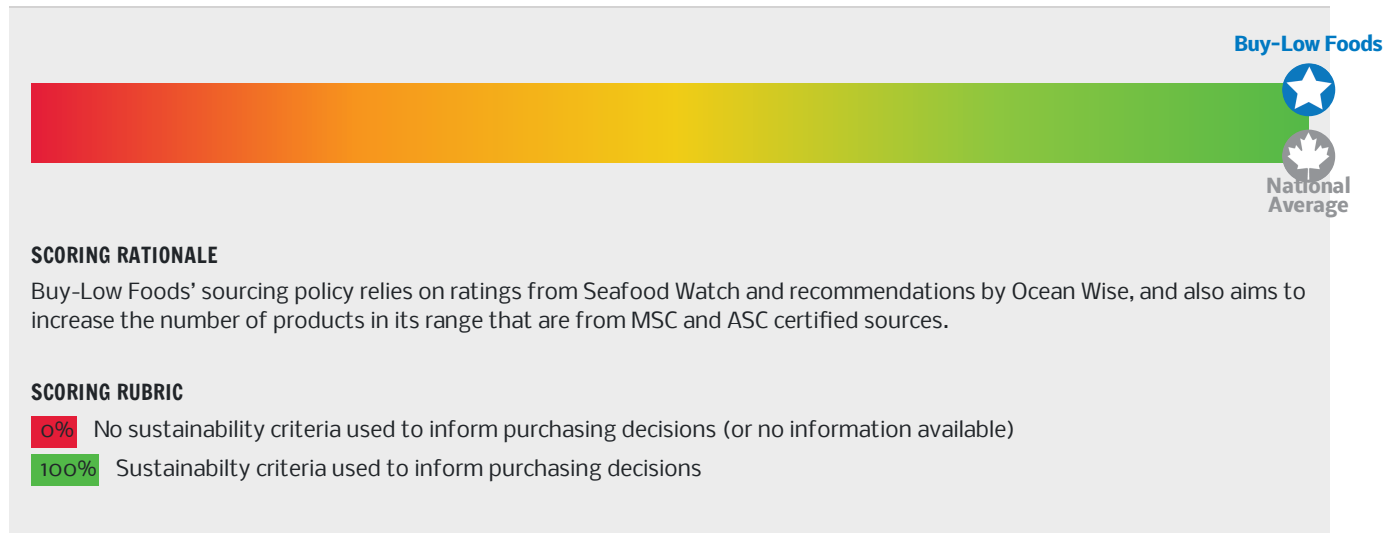 Buy-Low Foods
National
Average
SCORING RATIONALE
Buy-Low Foods’ sourcing policy relies on ratings from Seafood Watch and recommendations by Ocean Wise, and also aims to
increase the number of products in its range that are from MSC and ASC certified sources.
SCORING RUBRIC
0% No sustainability criteria used to inform purchasing decisions (or no information available)
100% Sustainabilty criteria used to inform purchasing decisions